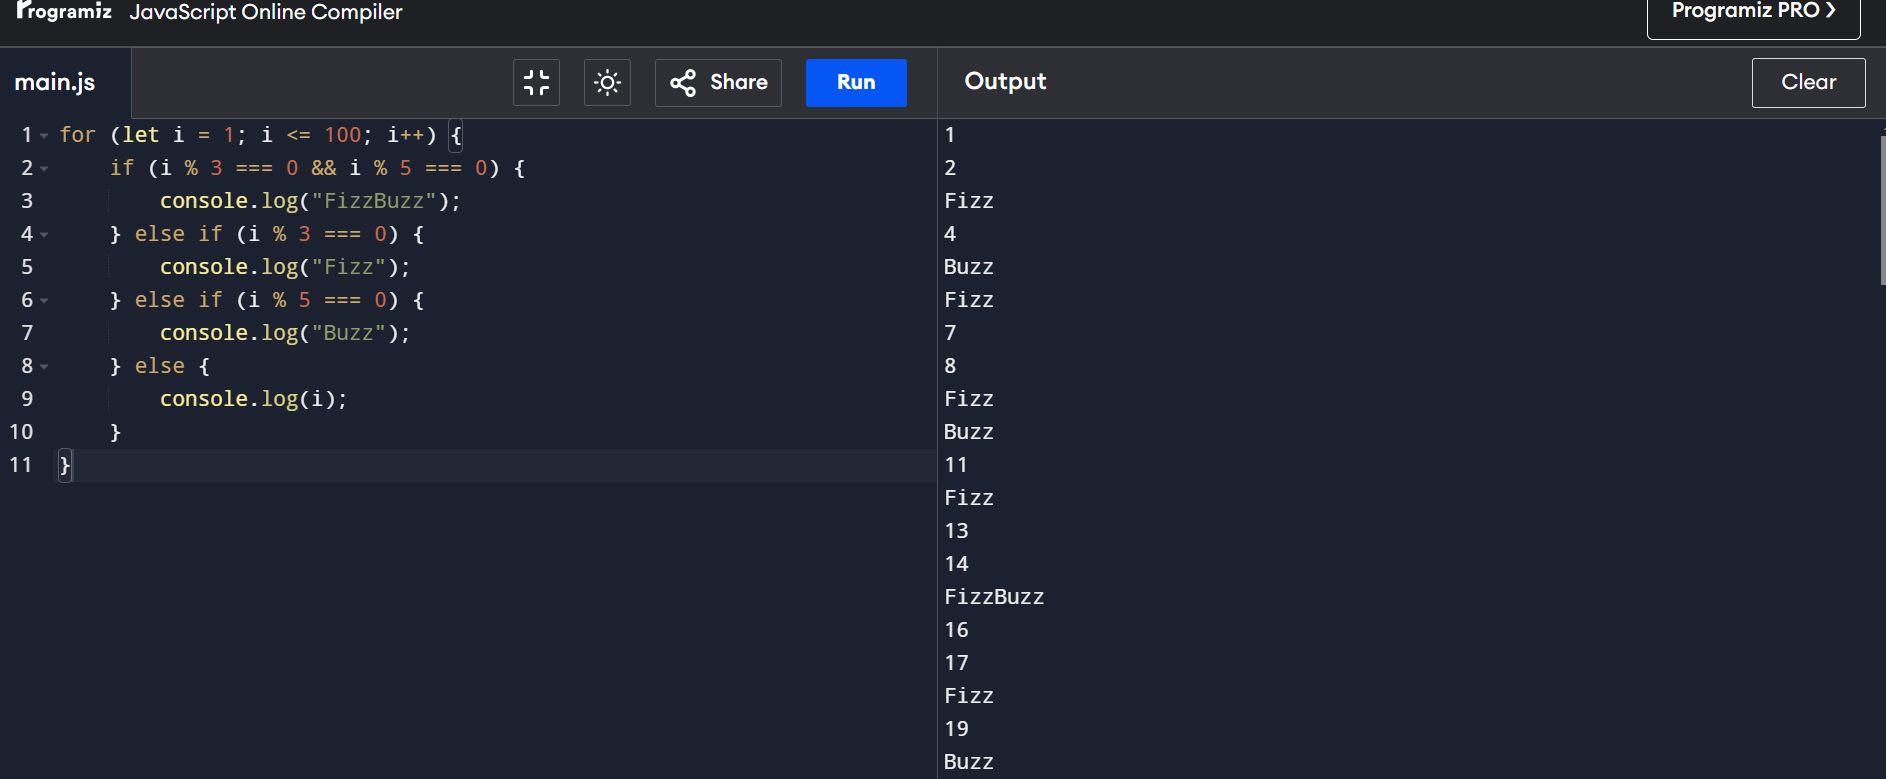 Programiz JavaScript Online Compiler
Programiz PRO >
main.js
Share
Run
Output
Clear
1 for (let i = 1; i <= 100; i++) {
2     if (i % 3 === 0 && i % 5 === 0) {
3         console.log("FizzBuzz");
4     } else if (i % 3 === 0) {
5         console.log("Fizz");
6     } else if (i % 5 === 0) {
7         console.log("Buzz");
8     } else {
9         console.log(i);
10     }
11 }
1
2
Fizz
4
Buzz
Fizz
7
8
Fizz
Buzz
11
Fizz
13
14
FizzBuzz
16
17
Fizz
19
Buzz